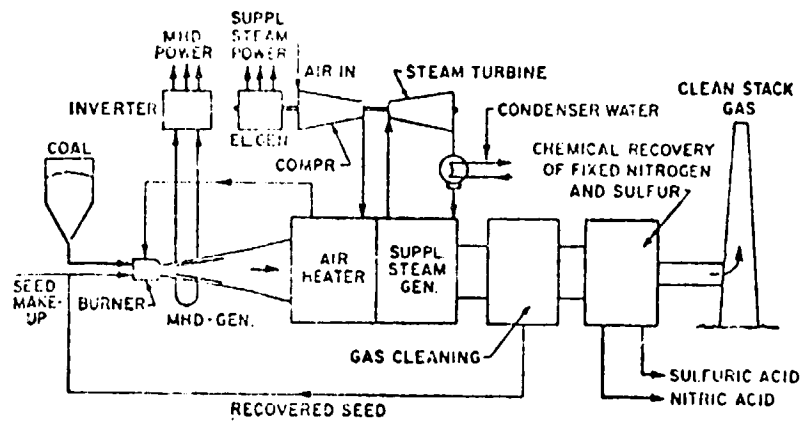 SUPPL
STEAM
POWER
MHD
POWER
AIR IN
STEAM TURBINE
CLEAN STACK
GAS
INVERTER
CONDENSER WATER
EL.GEN
COMPR
COAL
CHEMICAL RECOVERY
OF FIXED NITROGEN
AND SULFUR
AIR
HEATER
SUPPL.
STEAM
GEN.
SEED
MAKE-
UP
BURNER
MHD-GEN.
GAS CLEANING
SULFURIC ACID
NITRIC ACID
RECOVERED SEED